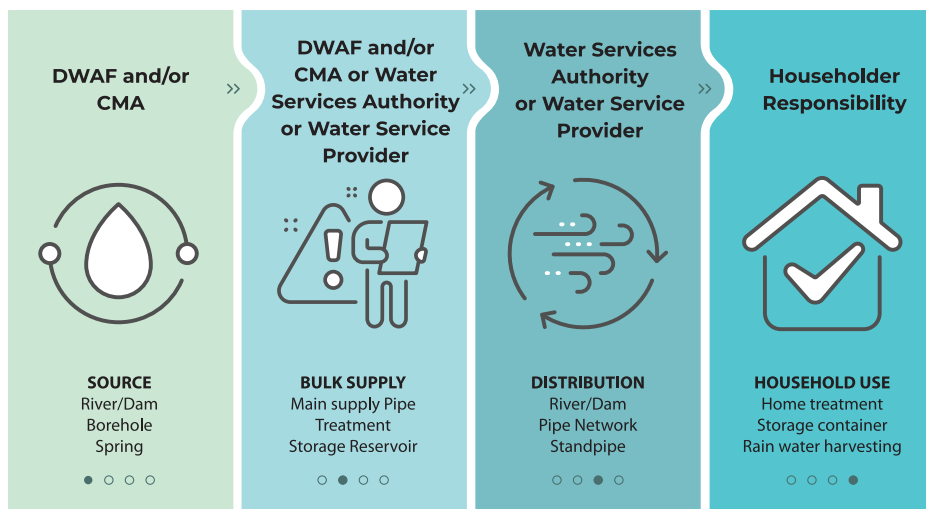 DWAF and/or
CMA
SOURCE
River/Dam
Borehole
Spring
DWAF and/or
CMA or Water
Services Authority
or Water Service
Provider
BULK SUPPLY
Main supply Pipe
Treatment
Storage Reservoir
Water Services
Authority
or Water Service
Provider
DISTRIBUTION
River/Dam
Pipe Network
Standpipe
Householder
Responsibility
HOUSEHOLD USE
Home treatment
Storage container
Rain water harvesting